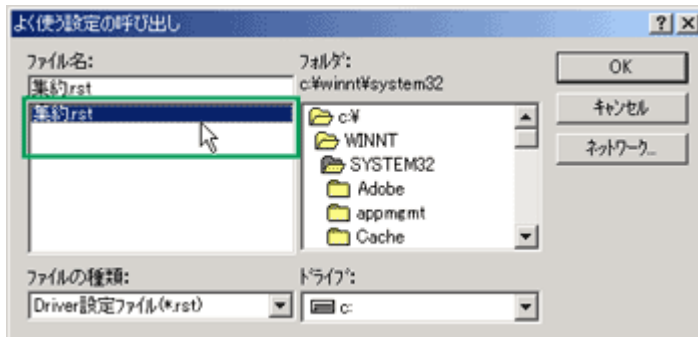 よく使う設定の呼び出し
ファイル名:
集約.rst
集約.rst
ファイルの種類:
Driver設定ファイル(*.rst)
フォルダ:
c:¥winnt¥system32
c:¥
WINNT
SYSTEM32
Adobe
appmgmt
Cache
ドライブ:
c:
OK
キャンセル
ネットワーク...